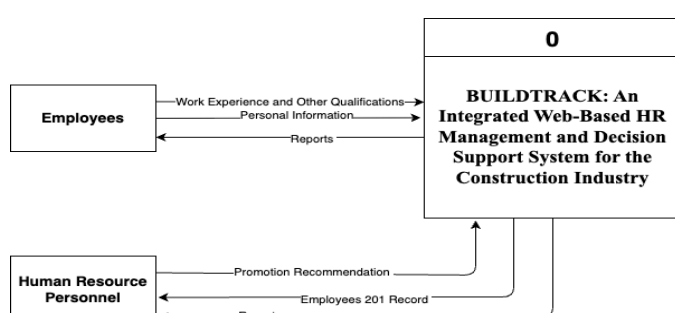 0
BUILDTRACK: An
Integrated Web-Based HR
Management and Decision
Support System for the
Construction Industry
Employees
Work Experience and Other Qualifications
Personal Information
Reports
Human Resource
Personnel
Promotion Recommendation
Employees 201 Record